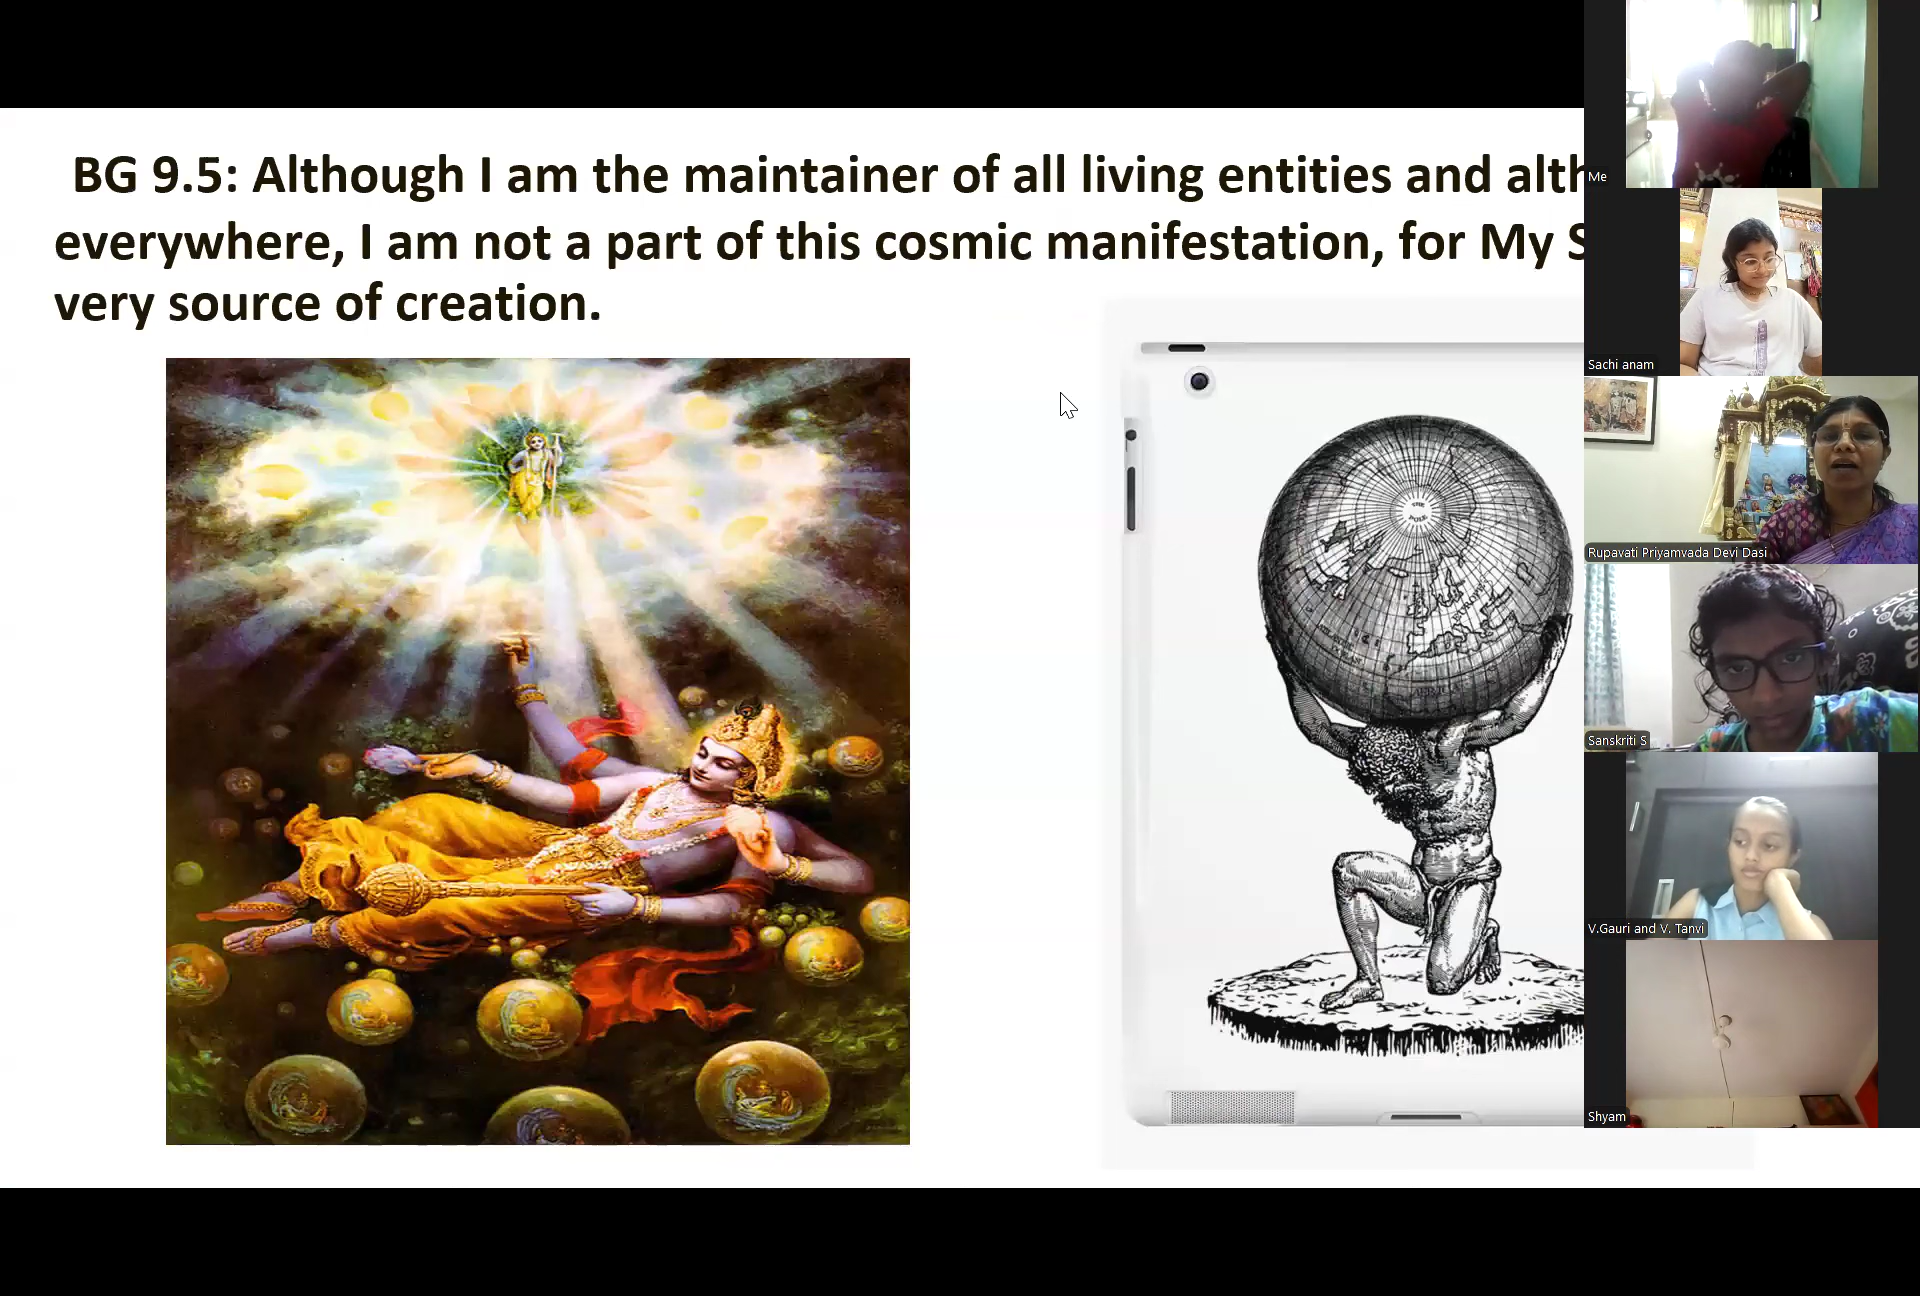 BG 9.5: Although I am the maintainer of all living entities and alth
everywhere, I am not a part of this cosmic manifestation, for My S
very source of creation.
Me
Sachi anam
Rupavati Priyamvada Devi Dasi
Sanskriti S
V.Gauri and V. Tanvi
Shyam